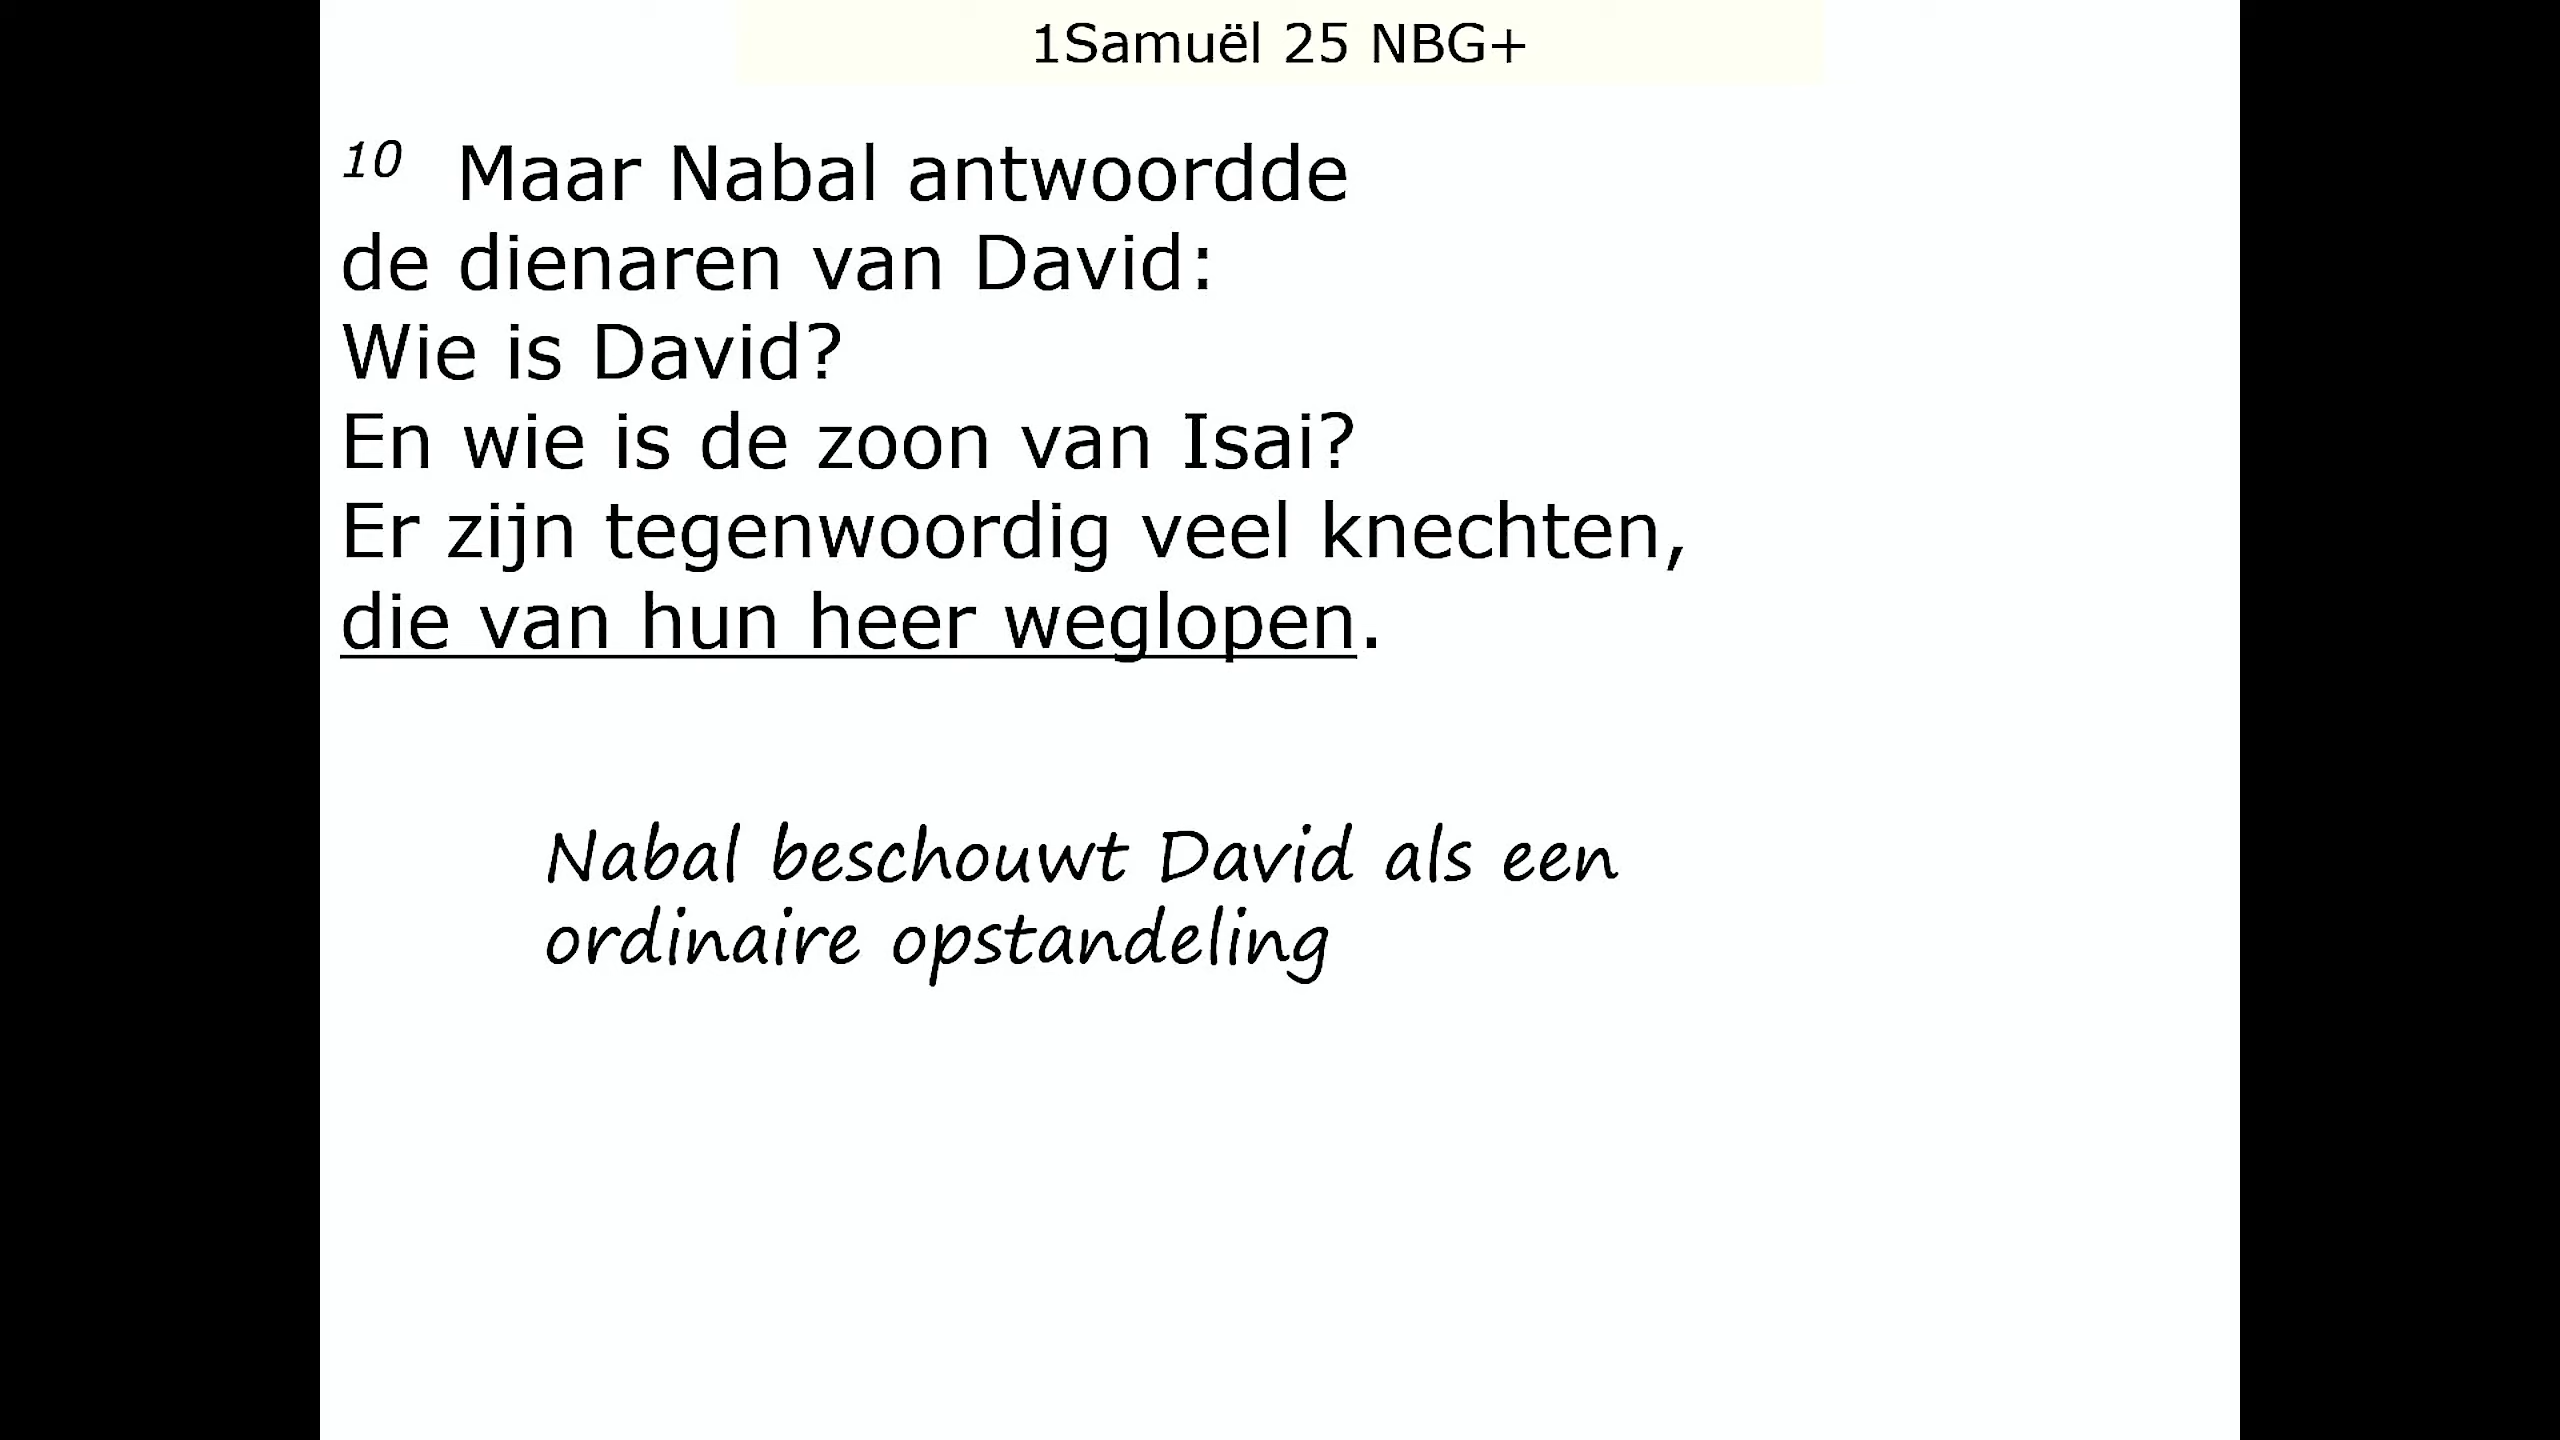 1Samuël 25 NBG+
10 Maar Nabal antwoordde
de dienaren van David:
Wie is David?
En wie is de zoon van Isai?
Er zijn tegenwoordig veel knechten,
die van hun heer weglopen.
Nabal beschouwt David als een
ordinaire opstandeling